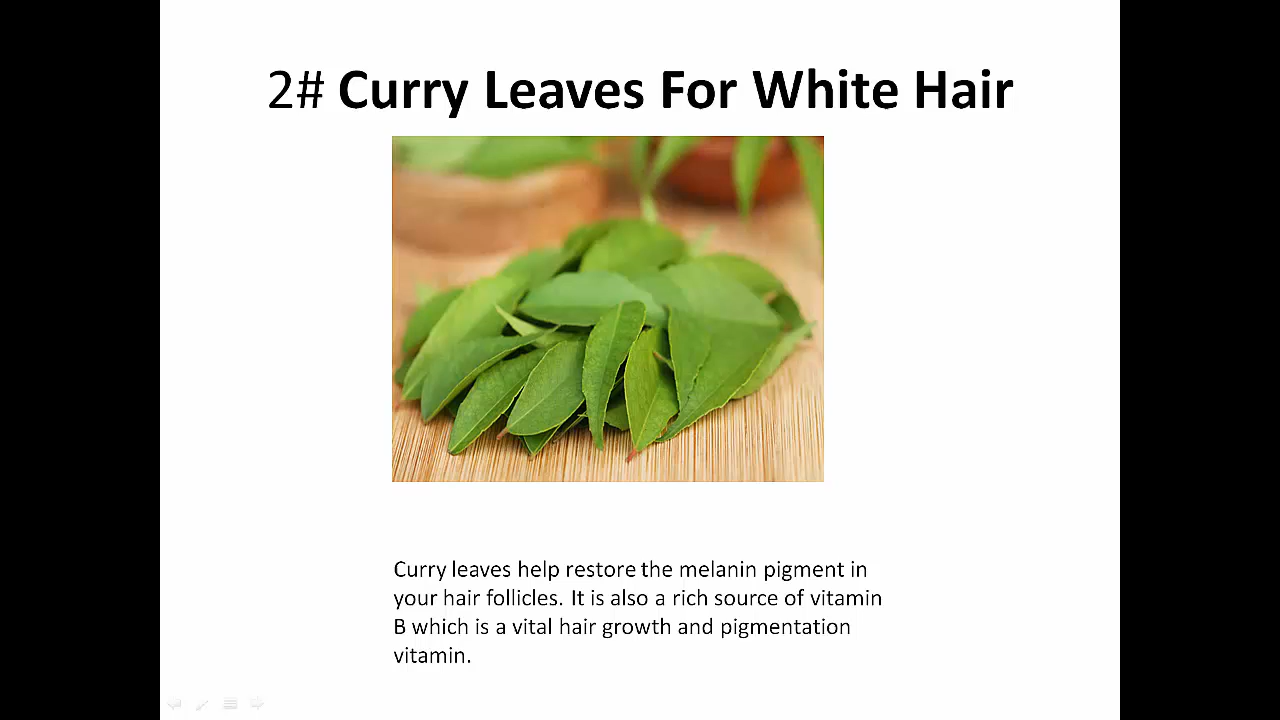 2# Curry Leaves For White Hair
Curry leaves help restore the melanin pigment in
your hair follicles. It is also a rich source of vitamin
B which is a vital hair growth and pigmentation
vitamin.